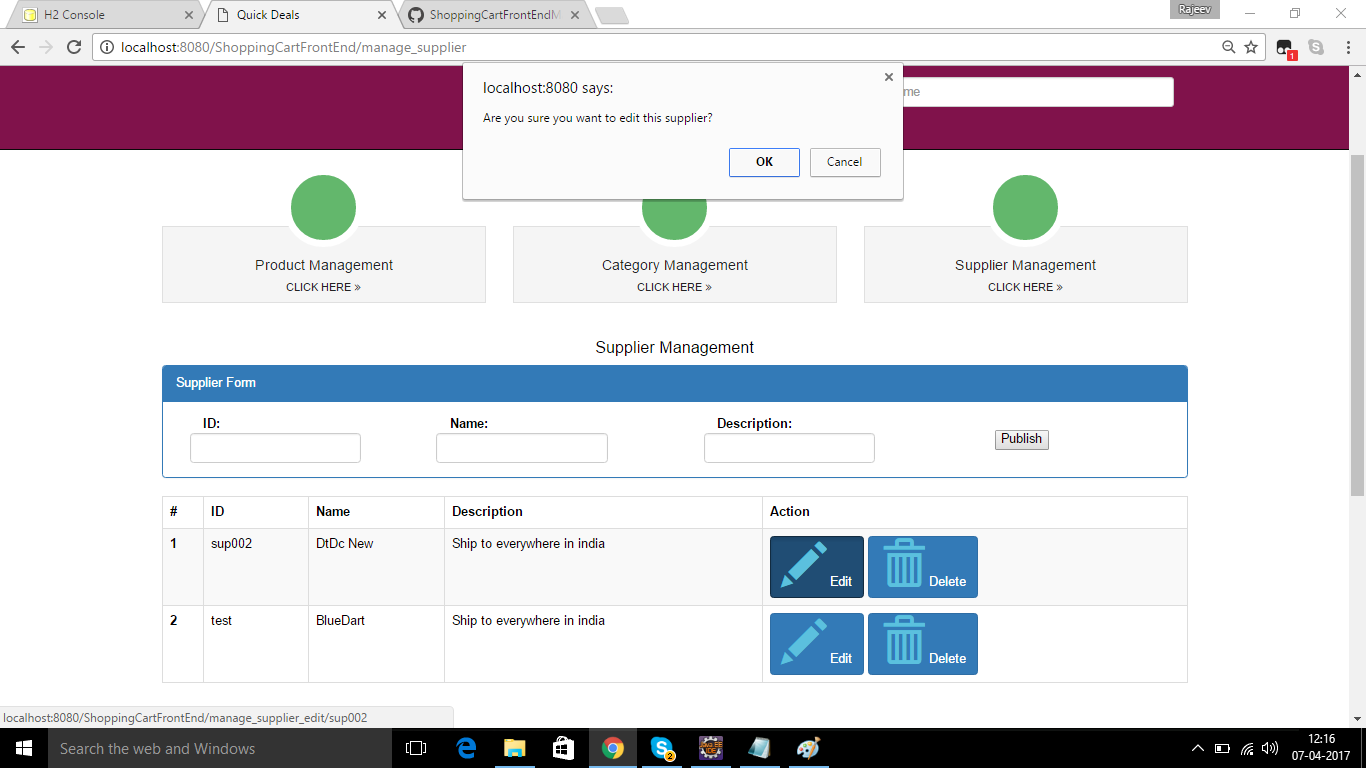 H2 Console
Quick Deals
ShoppingCartFrontEndM
Rajeev
localhost:8080/ShoppingCartFrontEnd/manage_supplier
1
localhost:8080 says:
Are you sure you want to edit this supplier?
OK
Cancel
me
Product Management
CLICK HERE »
Category Management
CLICK HERE »
Supplier Management
CLICK HERE »
Supplier Management
Supplier Form
ID:
Name:
Description:
Publish
# ID Name Description Action
1 sup002 DtDc New Ship to everywhere in india Edit Delete
2 test BlueDart Ship to everywhere in india Edit Delete
localhost:8080/ShoppingCartFrontEnd/manage_supplier_edit/sup002
Search the web and Windows
2
Java EE
IDE
12:16
07-04-2017